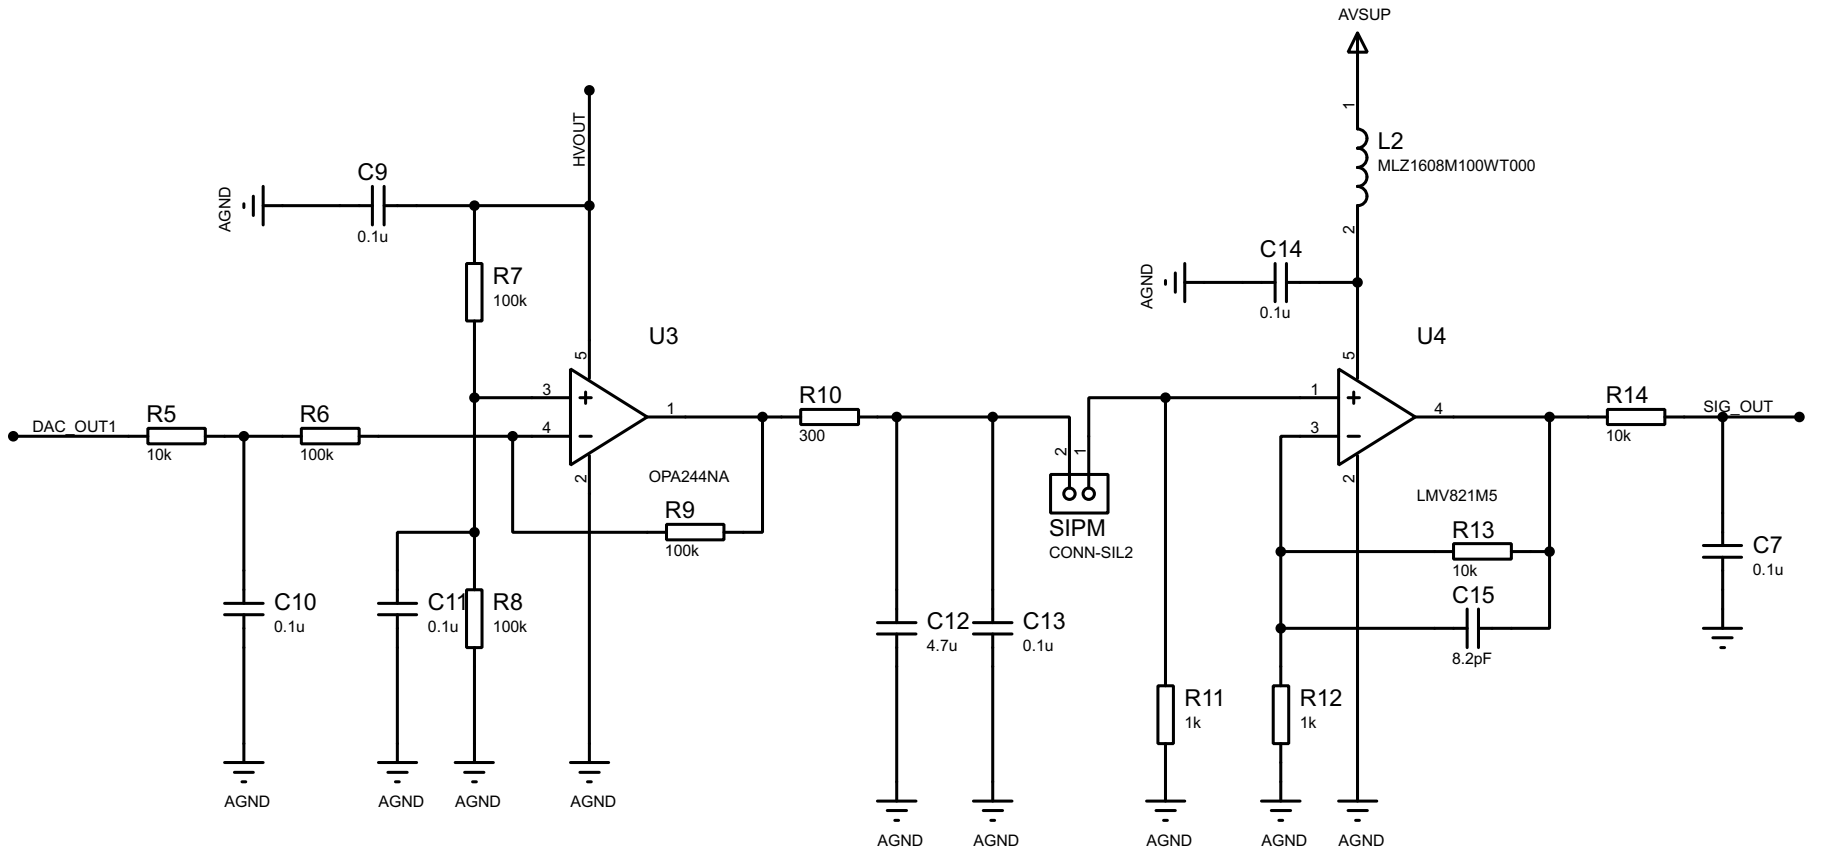 AVSUP
1
L2
MLZ1608M100WT000
2
HVOUT
C9
AGND
0.1u
C14
AGND
0.1u
R7
100k
U3
5
U4
5
3
+
1
4
−
2
OPA244NA
DAC_OUT1
R5
10k
R6
100k
R9
100k
R10
300
2
1
SIPM
CONN-SIL2
1
+
4
3
−
2
LMV821M5
R14
10k
SIG_OUT
R13
10k
C15
8.2pF
C7
0.1u
C10
0.1u
C11
0.1u
R8
100k
C12
4.7u
C13
0.1u
R11
1k
R12
1k
AGND
AGND
AGND
AGND
AGND
AGND
AGND
AGND
AGND